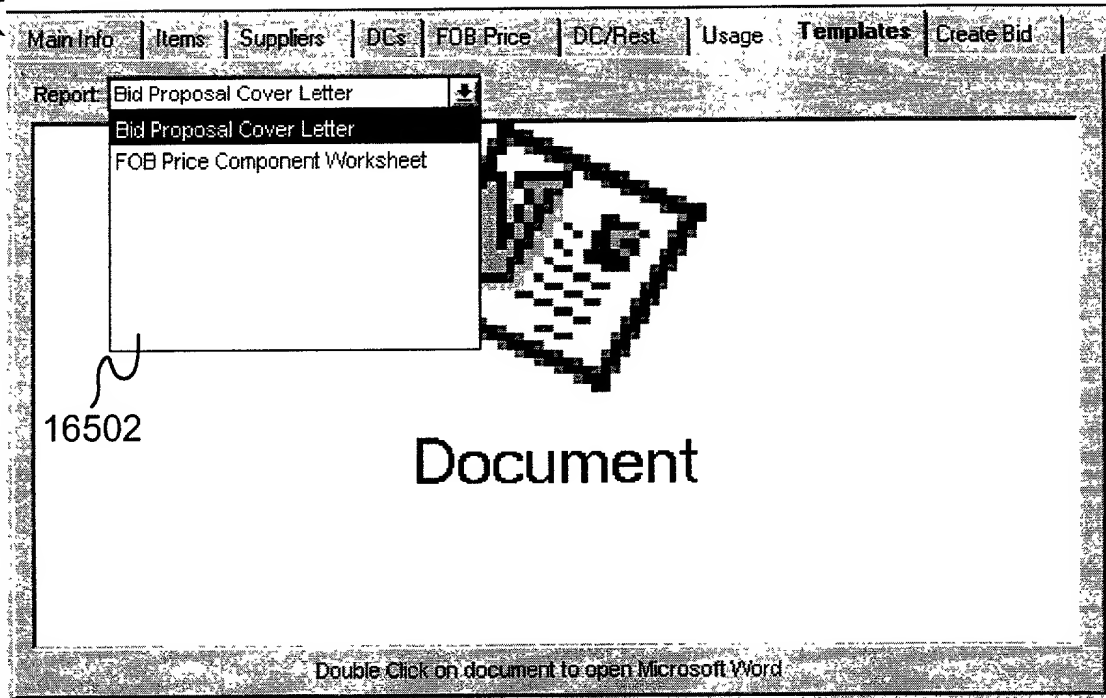 Main Info Items Suppliers DCs FOB Price DC/Rest. Usage Templates Create Bid
Report: Bid Proposal Cover Letter
Bid Proposal Cover Letter
FOB Price Component Worksheet
16502
Document
Double Click on document to open Microsoft Word